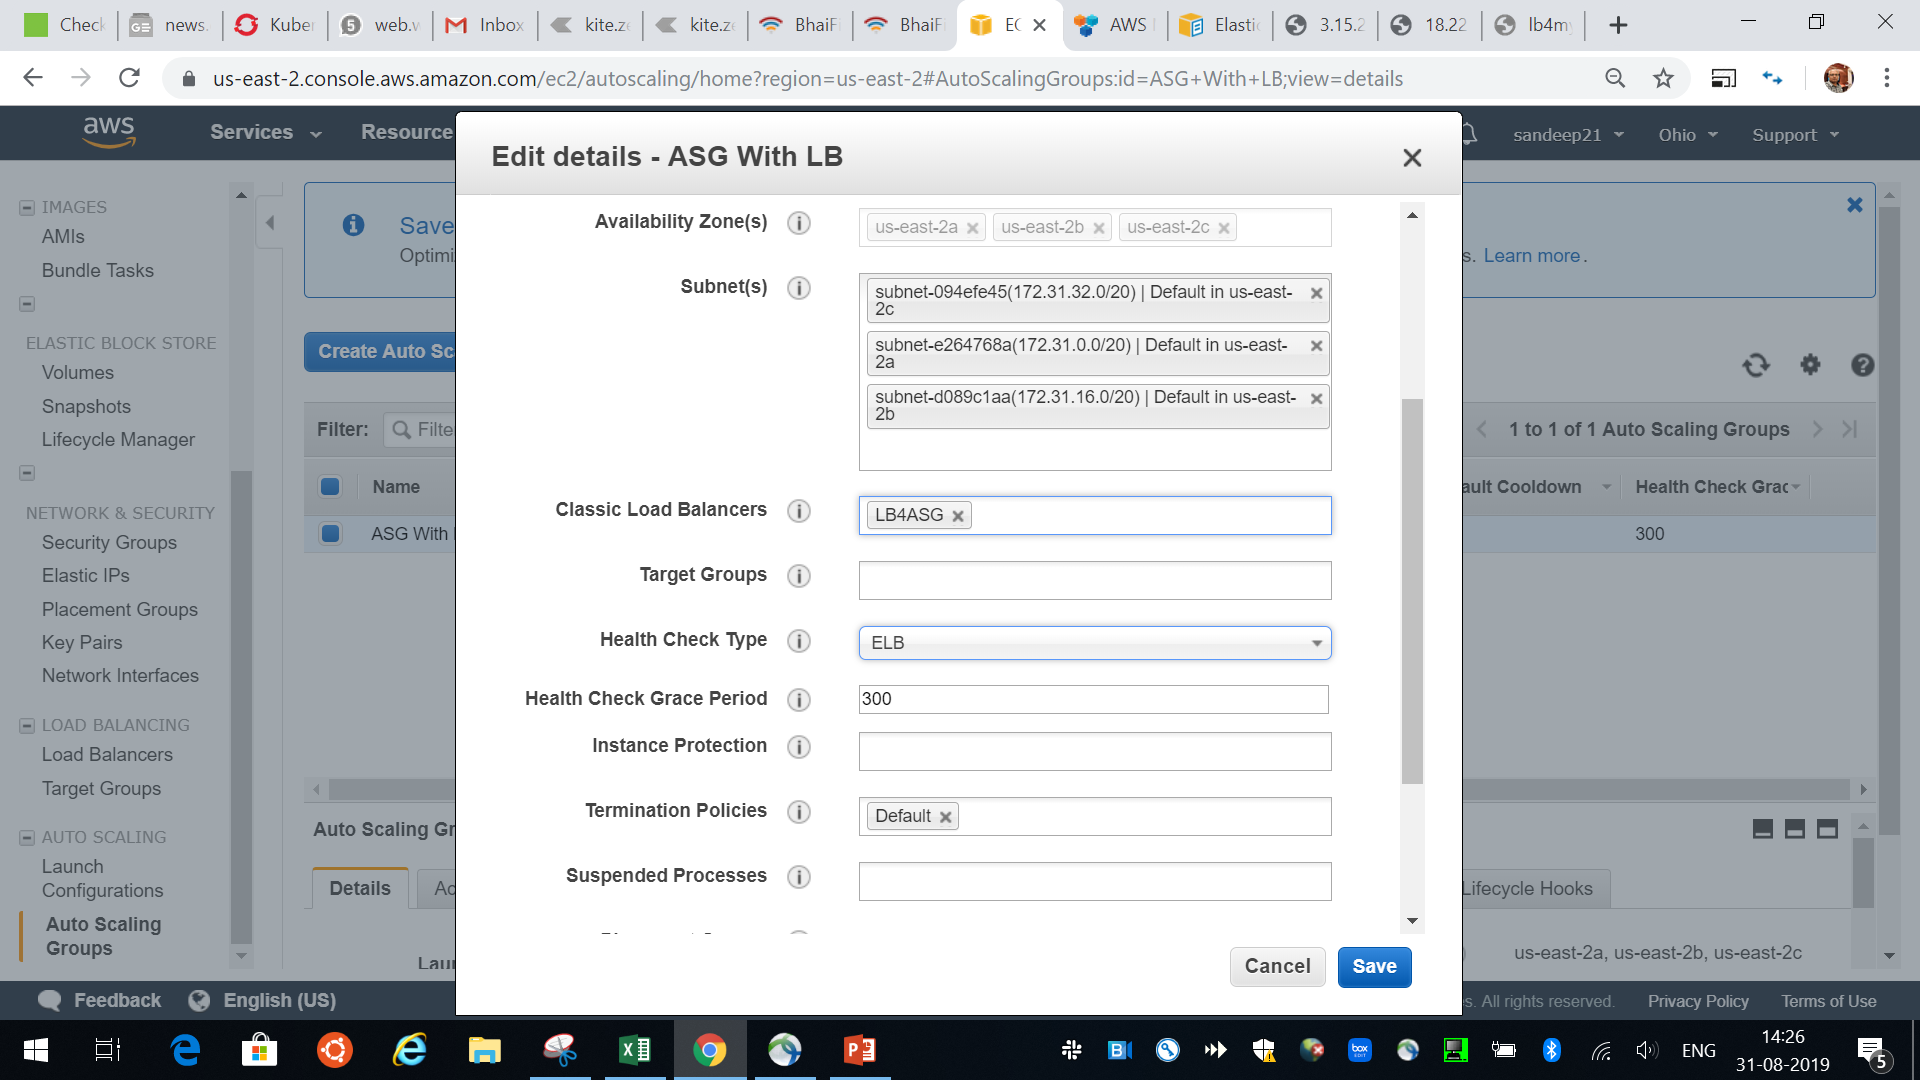 Check
news.
Kuber
web.w
Inbox
kite.ze
kite.ze
BhaiFi
BhaiFi
EC
AWS
Elastic
3.15.2
18.22
lb4my
us-east-2.console.aws.amazon.com/ec2/autoscaling/home?region=us-east-2#AutoScalingGroups:id=ASG+With+LB;view=details
aws
Services
Resource
sandeep21
Ohio
Support
IMAGES
AMIs
Bundle Tasks
ELASTIC BLOCK STORE
Volumes
Snapshots
Lifecycle Manager
NETWORK & SECURITY
Security Groups
Elastic IPs
Placement Groups
Key Pairs
Network Interfaces
LOAD BALANCING
Load Balancers
Target Groups
AUTO SCALING
Launch
Configurations
Auto Scaling
Groups
Save
Optimi
s. Learn more.
Create Auto Sc
Filter:
Filte
1 to 1 of 1 Auto Scaling Groups
Name
ault Cooldown
Health Check Grac
ASG With
300
Auto Scaling Gr
Details
Ac
Lifecycle Hooks
Laun
us-east-2a, us-east-2b, us-east-2c
Edit details - ASG With LB
Availability Zone(s)
us-east-2a
us-east-2b
us-east-2c
Subnet(s)
subnet-094efe45(172.31.32.0/20) | Default in us-east-
2c
subnet-e264768a(172.31.0.0/20) | Default in us-east-
2a
subnet-d089c1aa(172.31.16.0/20) | Default in us-east-
2b
Classic Load Balancers
LB4ASG
Target Groups
Health Check Type
ELB
Health Check Grace Period
300
Instance Protection
Termination Policies
Default
Suspended Processes
Cancel
Save
Feedback
English (US)
s. All rights reserved.
Privacy Policy
Terms of Use
ENG
14:26
31-08-2019
5